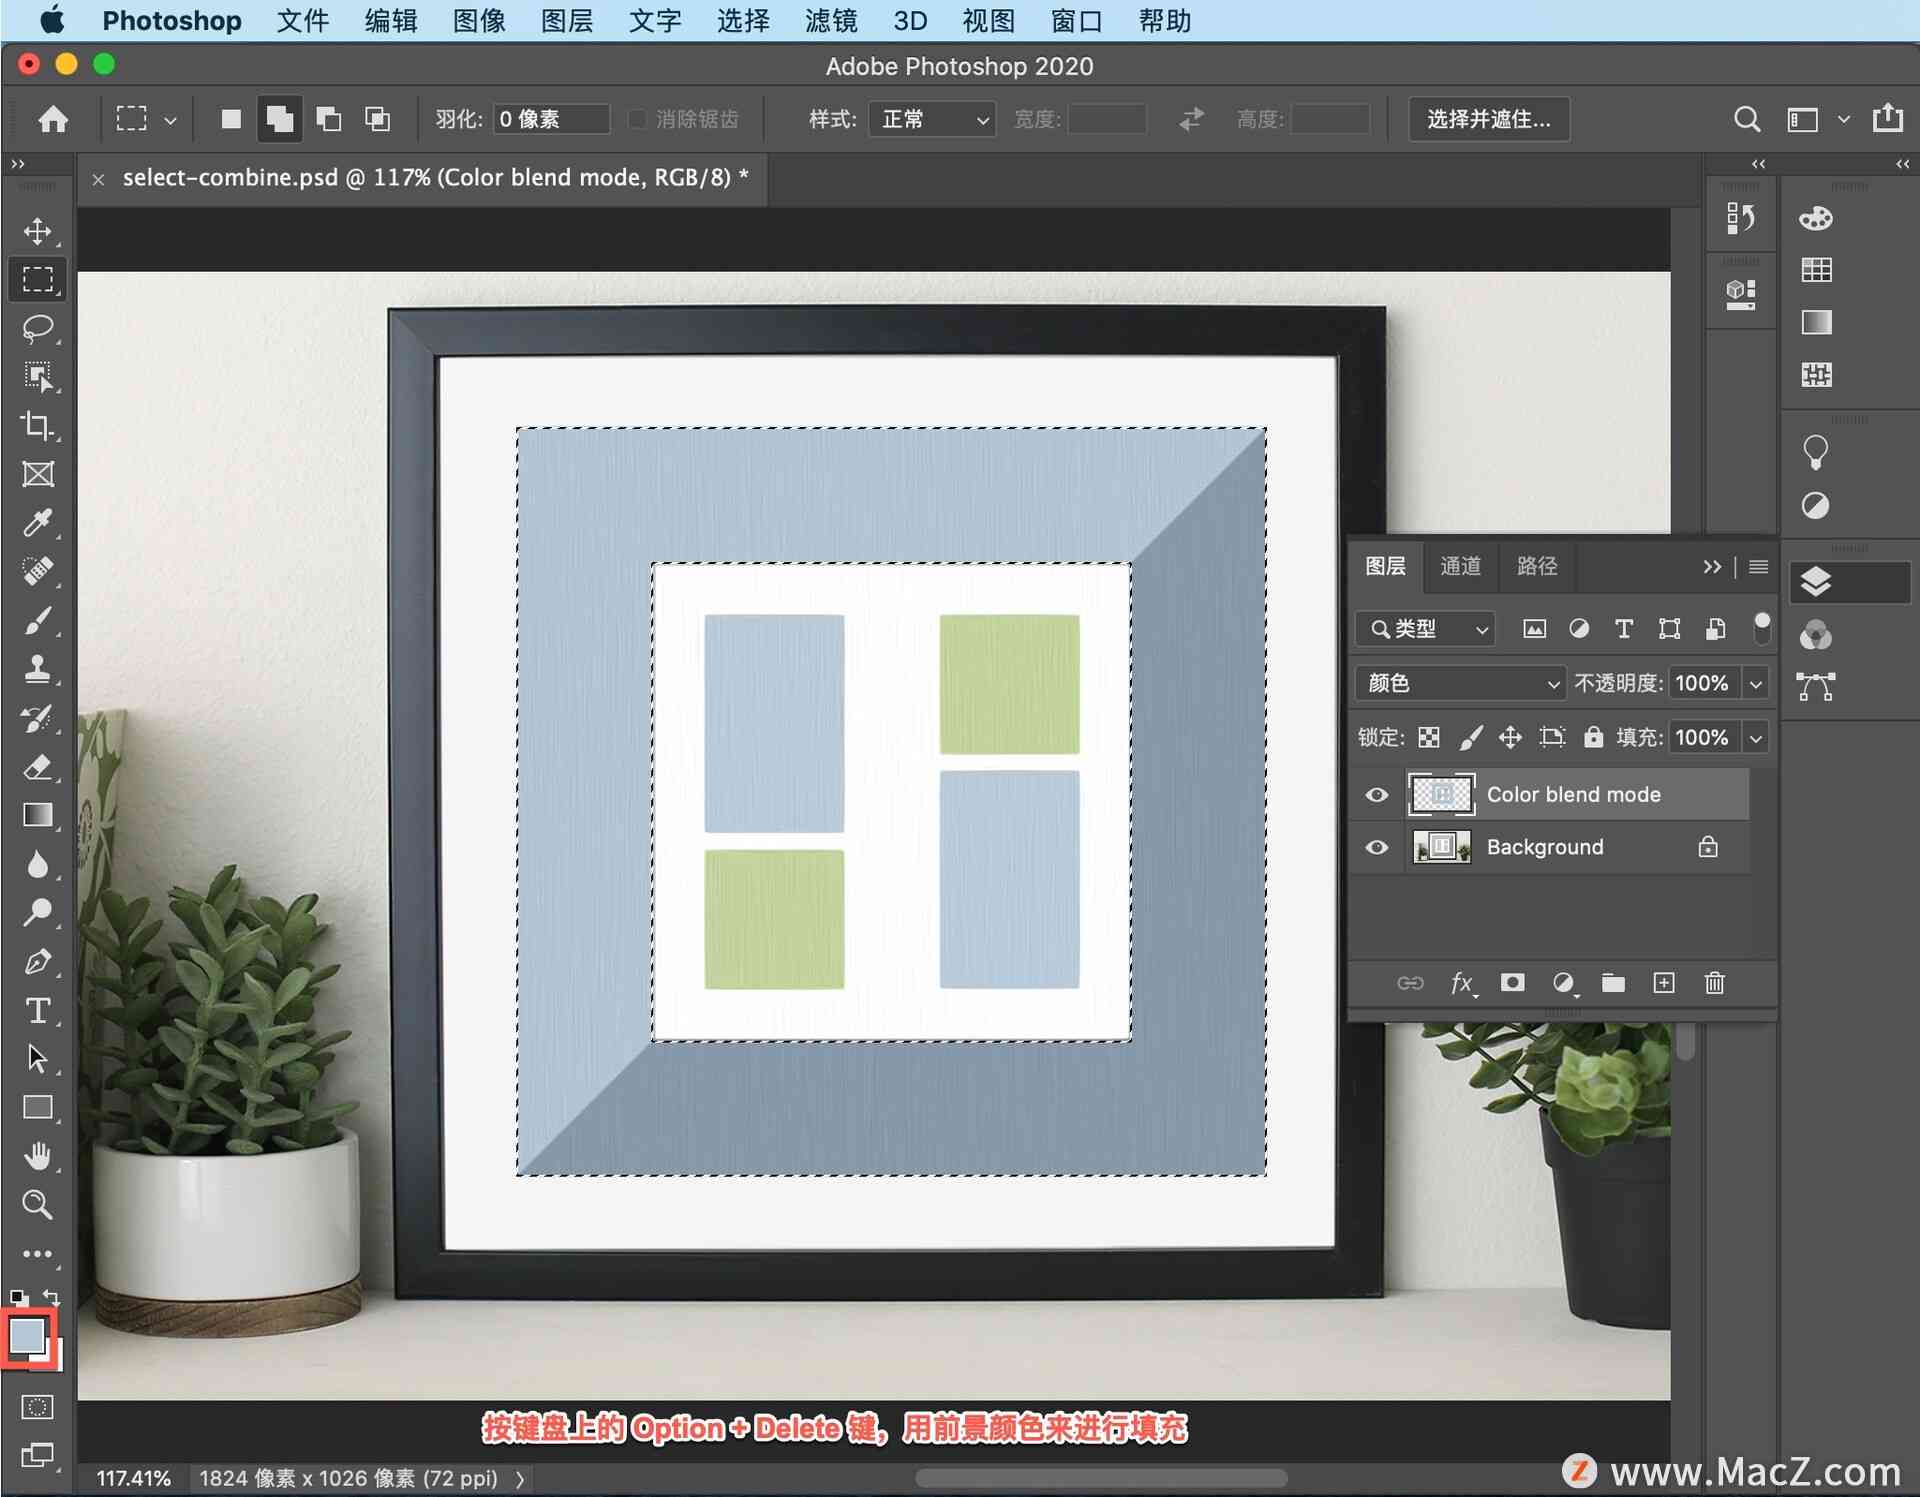 Photoshop 文件 编辑 图像 图层 文字 选择 滤镜 3D 视图 窗口 帮助
Adobe Photoshop 2020
羽化: 0 像素 消除锯齿 样式: 正常 宽度: 高度: 选择并遮住...
select-combine.psd @ 117% (Color blend mode, RGB/8) *
图层 通道 路径
类型
颜色 不透明度: 100%
锁定: 填充: 100%
Color blend mode
Background
fx
按键盘上的 Option + Delete 键，用前景颜色来进行填充
117.41% 1824 像素 x 1026 像素 (72 ppi)
Z www.MacZ.com